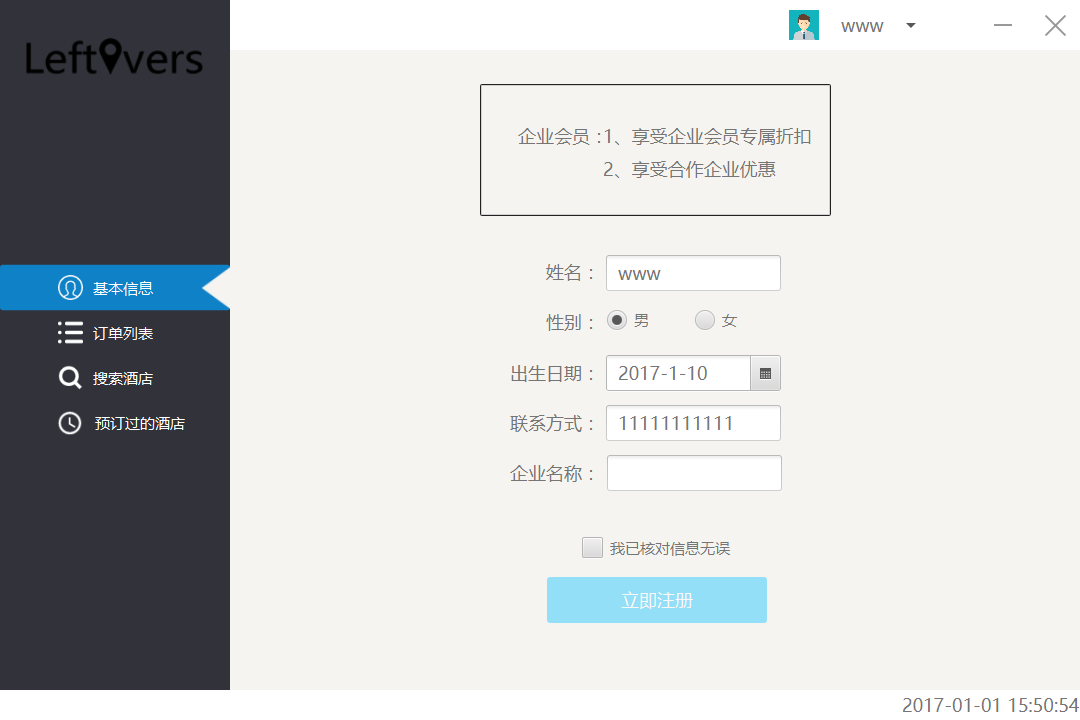 Leftovers
www
企业会员：1、享受企业会员专属折扣
2、享受合作企业优惠
基本信息
订单列表
搜索酒店
预订过的酒店
姓名： www
性别： 男 女
出生日期： 2017-1-10
联系方式： 11111111111
企业名称：
我已核对信息无误
立即注册
2017-01-01 15:50:54